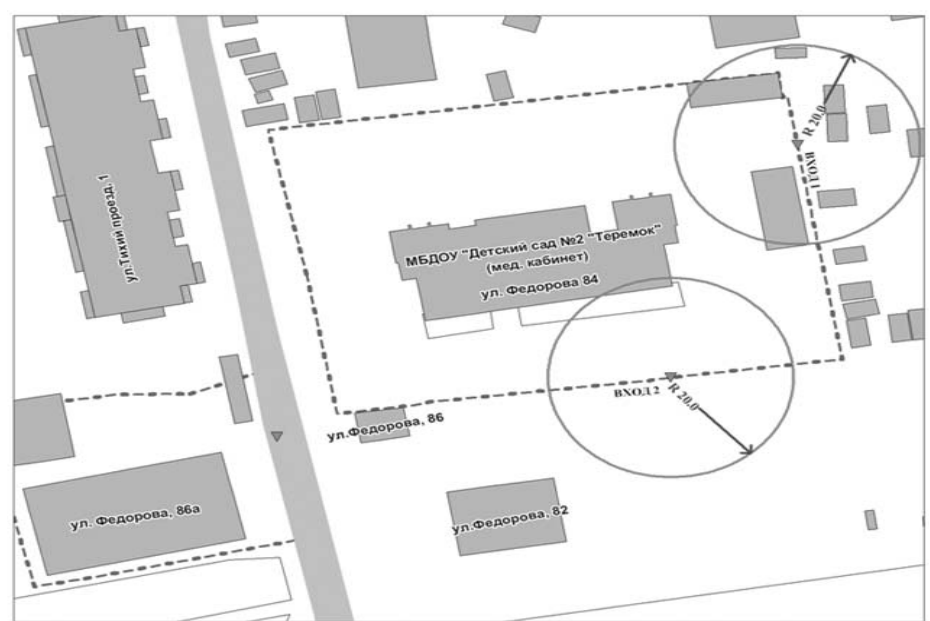 R 20.0
ВХОД 1
ул.Тихий проезд, 1
МБДОУ "Детский сад №2 "Теремок"
(мед. кабинет)
ул. Федорова 84
ВХОД 2
R 20.0
ул.Федорова, 86
ул. Федорова, 86а
ул.Федорова, 82